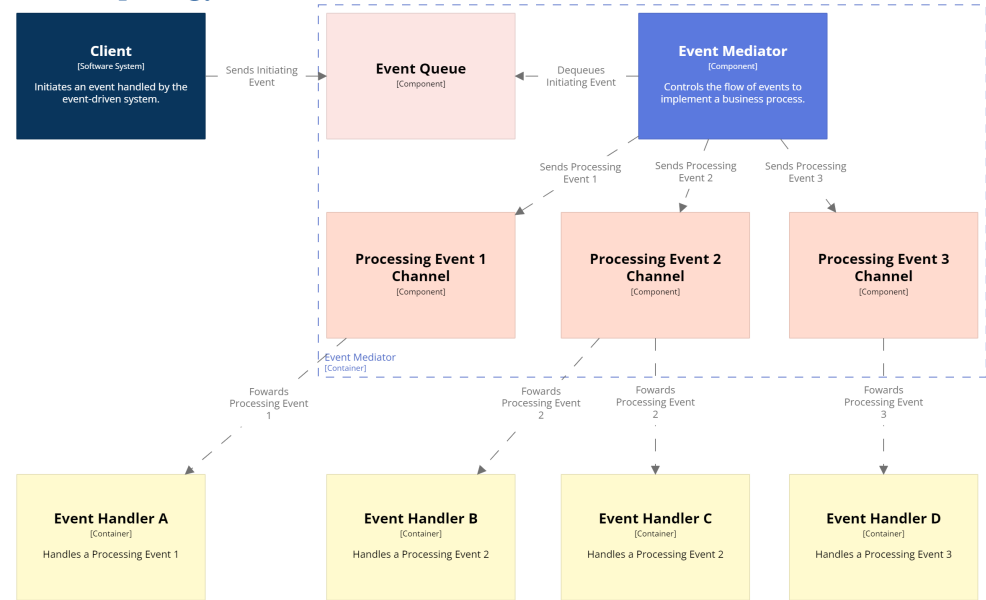 Client
[Software System]
Initiates an event handled by the
event-driven system.
Sends Initiating
Event
Event Queue
[Component]
Dequeues
Initiating Event
Event Mediator
[Component]
Controls the flow of events to
implement a business process.
Sends Processing
Event 1
Sends Processing
Event 2
Sends Processing
Event 3
Processing Event 1
Channel
[Component]
Processing Event 2
Channel
[Component]
Processing Event 3
Channel
[Component]
Event Mediator
[Container]
Fowards
Processing Event
1
Fowards
Processing Event
2
Fowards
Processing Event
2
Fowards
Processing Event
3
Event Handler A
[Container]
Handles a Processing Event 1
Event Handler B
[Container]
Handles a Processing Event 2
Event Handler C
[Container]
Handles a Processing Event 2
Event Handler D
[Container]
Handles a Processing Event 3